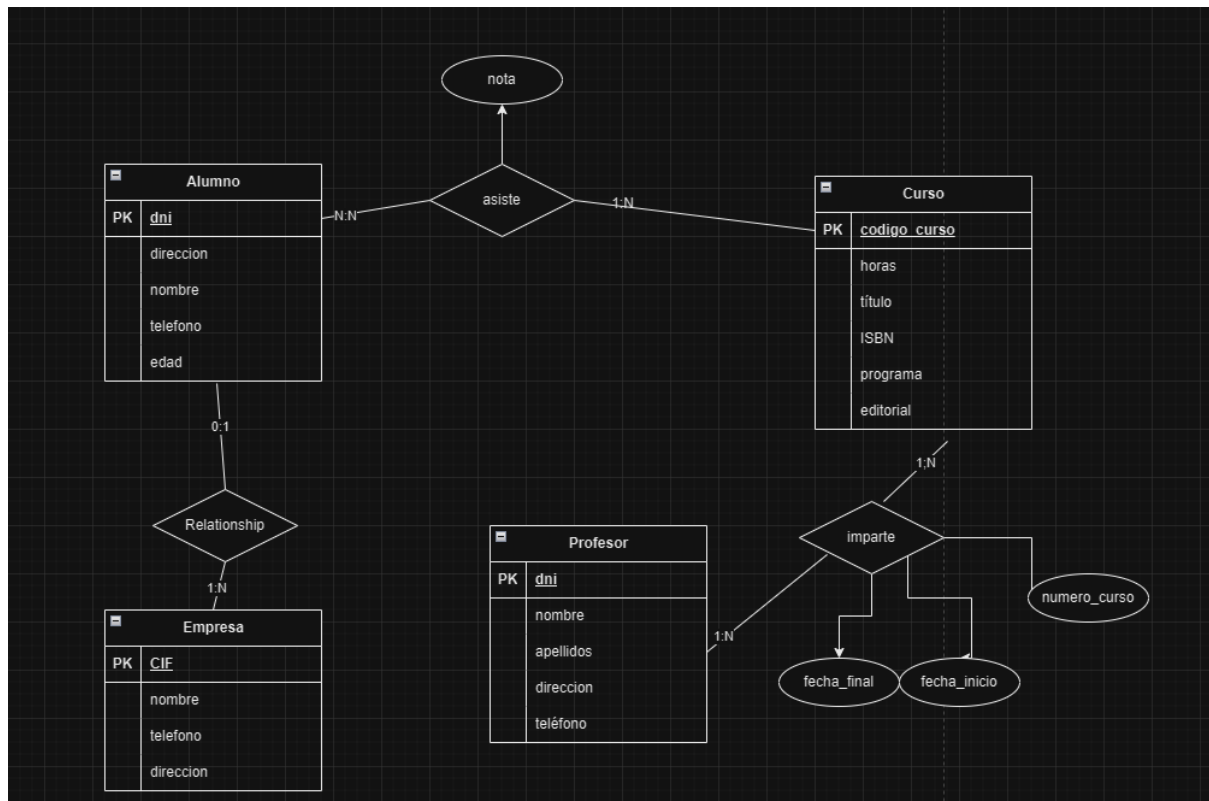 nota
Alumno
PK dni
direccion
nombre
telefono
edad
N:N
asiste
1:N
Curso
PK codigo_curso
horas
título
ISBN
programa
editorial
0:1
Relationship
1:N
Empresa
PK CIF
nombre
telefono
direccion
Profesor
PK dni
nombre
apellidos
direccion
teléfono
1:N
1;N
imparte
numero_curso
fecha_final
fecha_inicio